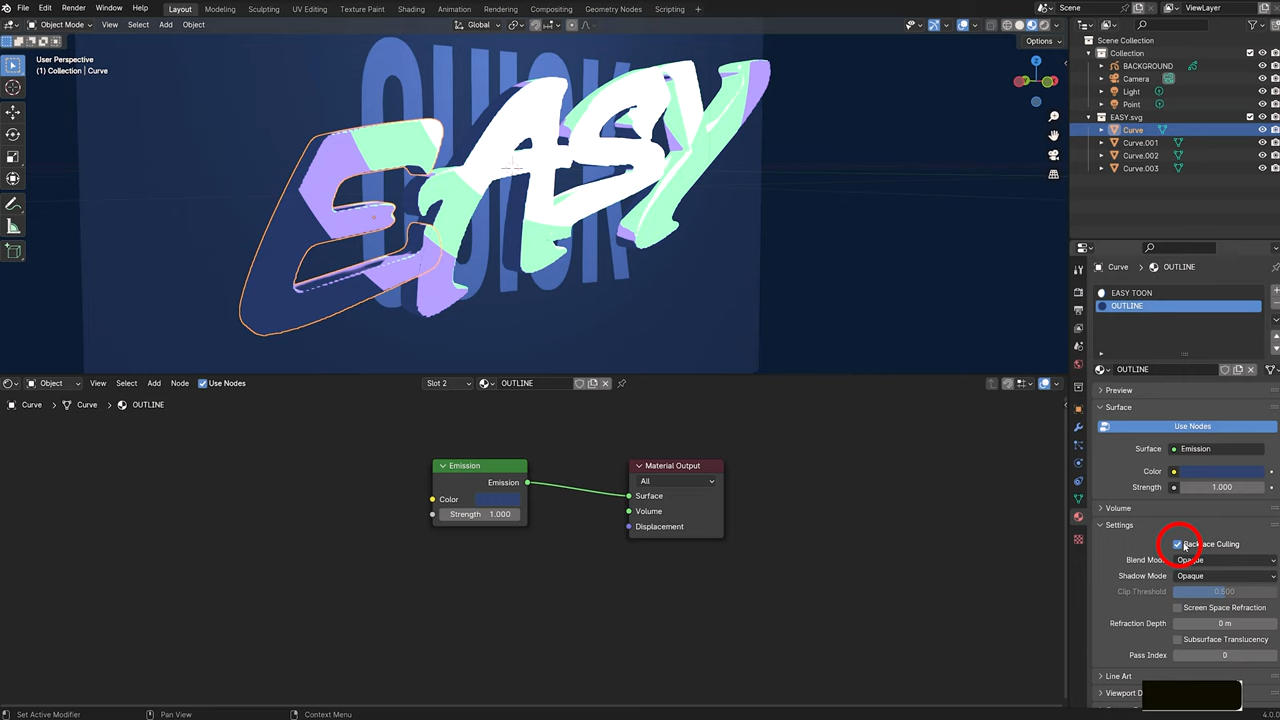 File Edit Render Window Help Layout Modeling Sculpting UV Editing Texture Paint Shading Animation Rendering Compositing Geometry Nodes Scripting + Scene ViewLayer
Object Mode View Select Add Object Global
Options
User Perspective
(1) Collection | Curve
QUICK
EASY
Scene Collection
Collection
BACKGROUND
Camera
Light
Point
EASY.svg
Curve
Curve.001
Curve.002
Curve.003
Curve > OUTLINE
EASY TOON
OUTLINE
OUTLINE
Preview
Surface
Use Nodes
Surface Emission
Color
Strength 1.000
Volume
Settings
Backface Culling
Blend Mode Opaque
Shadow Mode Opaque
Clip Threshold 0.500
Screen Space Refraction
Refraction Depth 0 m
Subsurface Translucency
Pass Index 0
Line Art
Viewport D
Object View Select Add Node Use Nodes Slot 2 OUTLINE
Curve > Curve > OUTLINE
Emission
Emission
Color
Strength 1.000
Material Output
All
Surface
Volume
Displacement
Set Active Modifier Pan View Context Menu 4.0.0